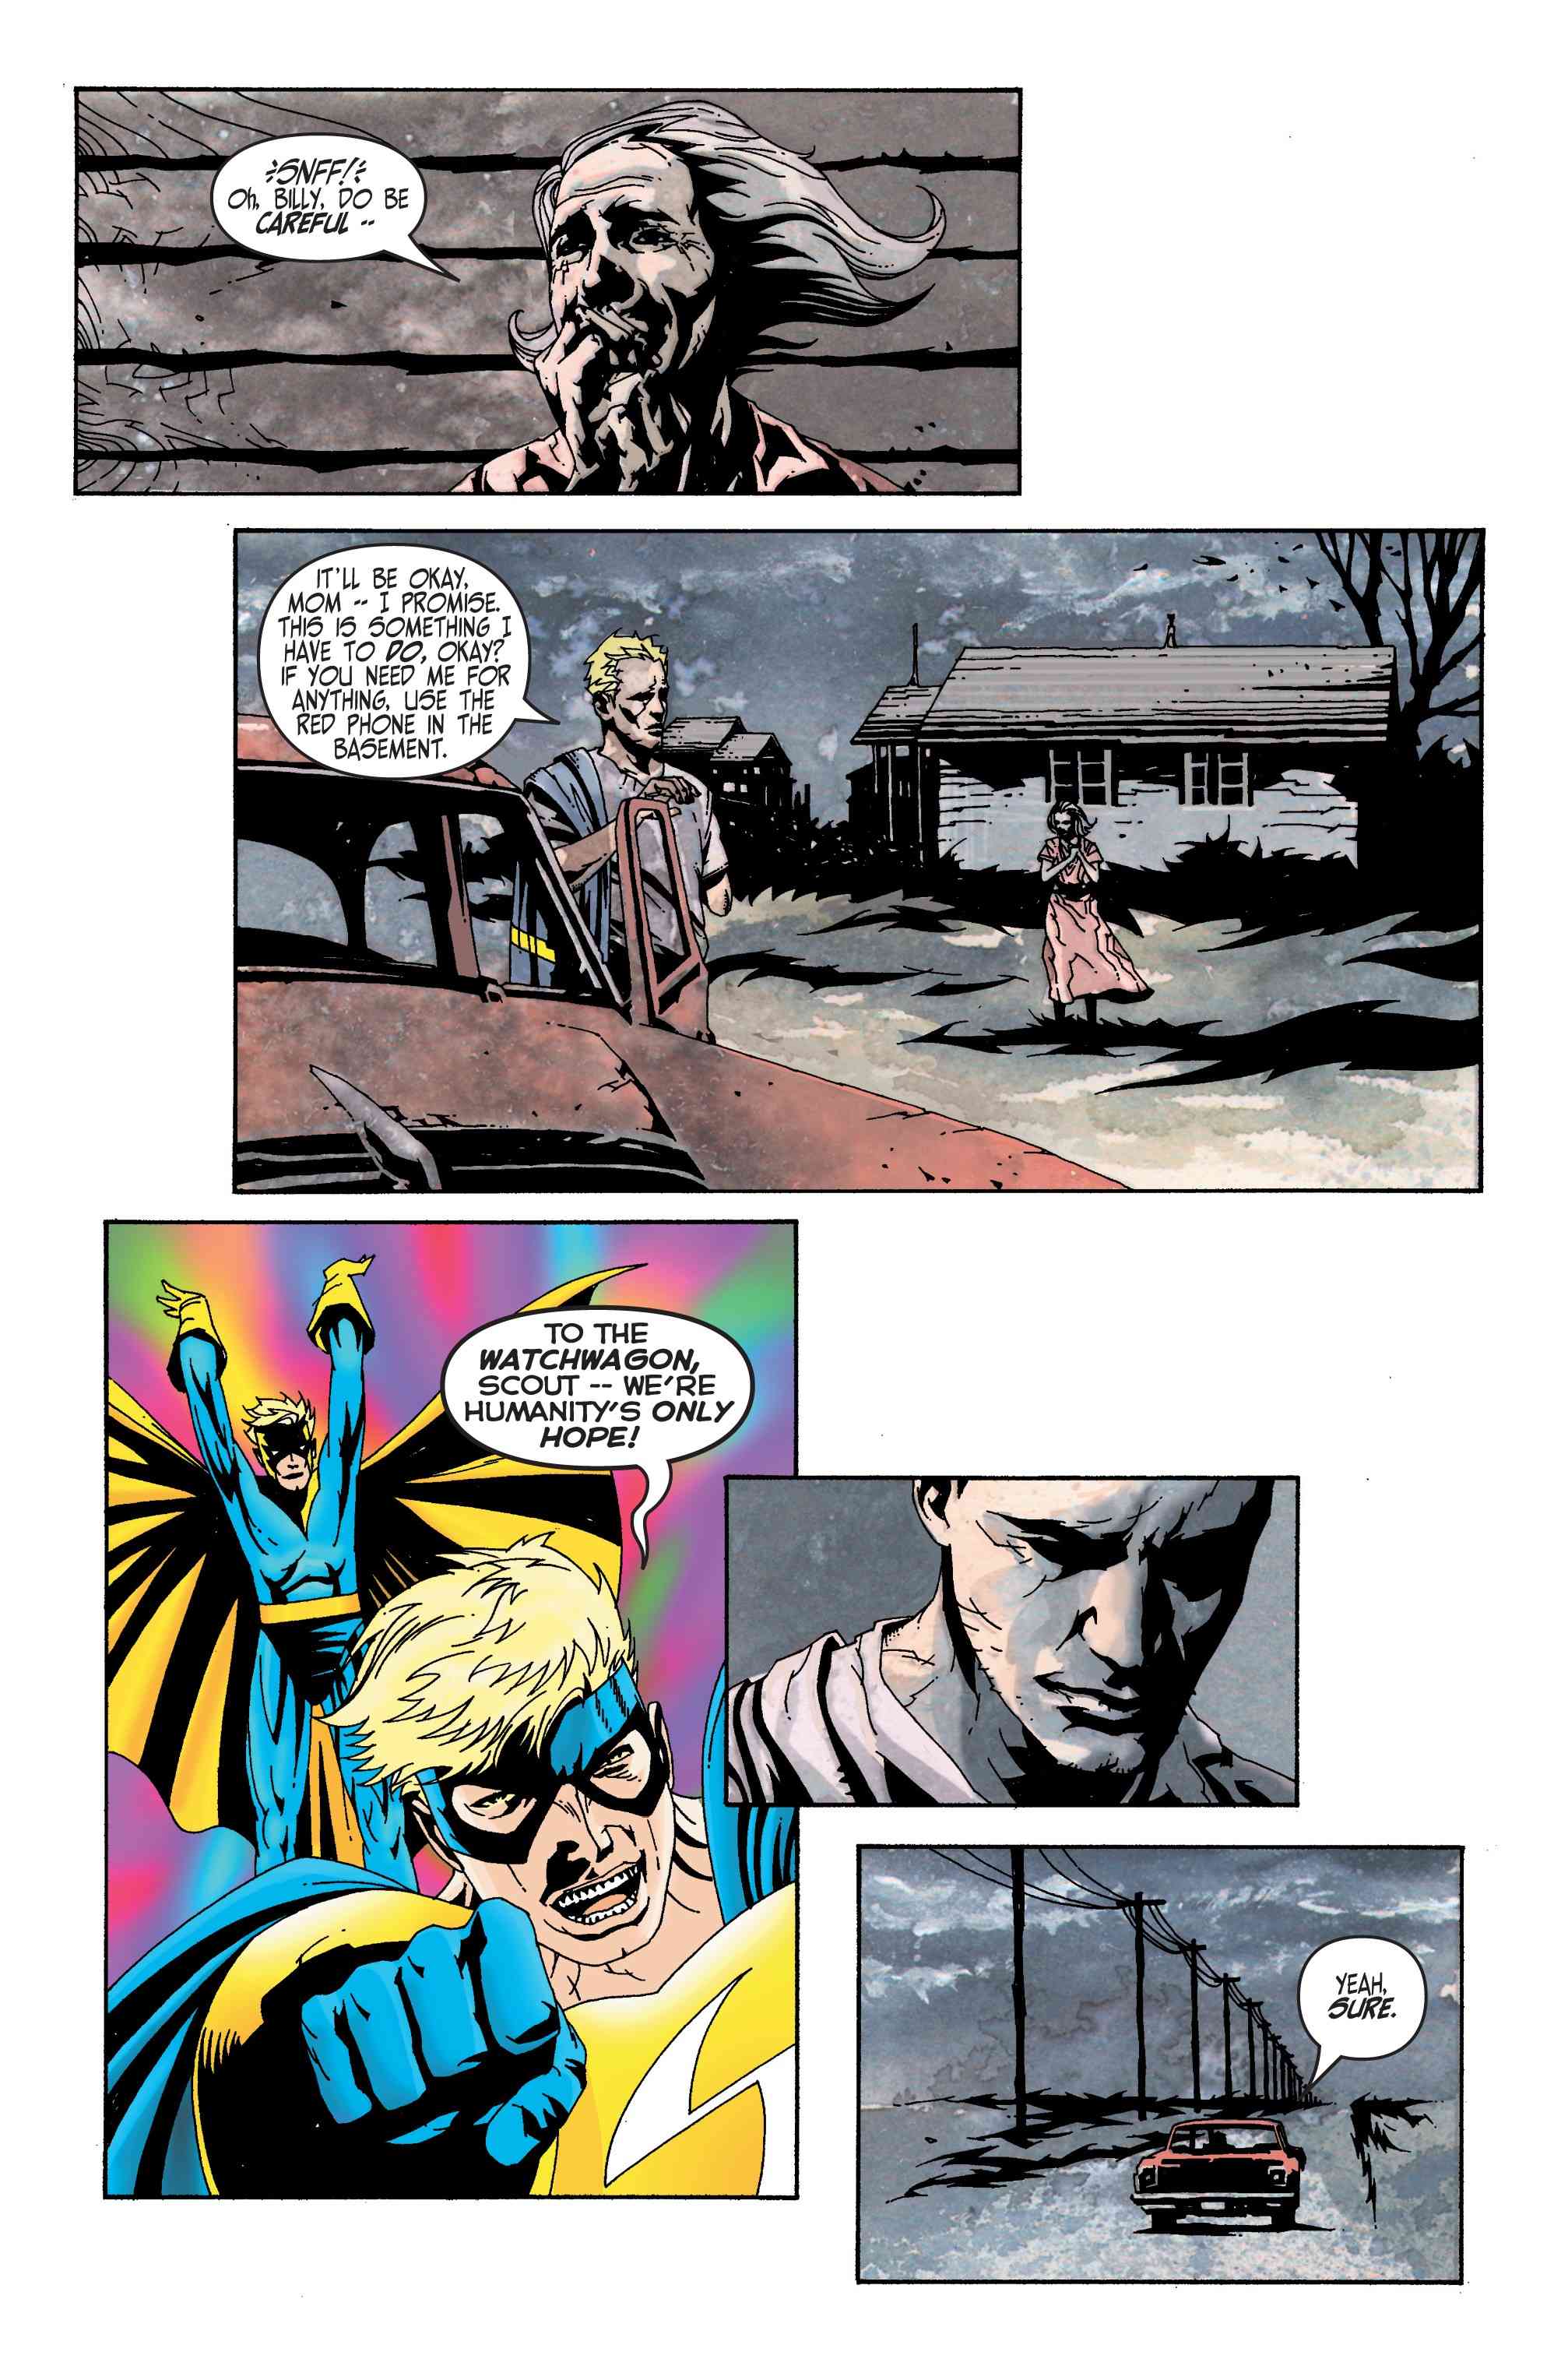 SNFF!
Oh, BILLY, DO BE
CAREFUL --
IT'LL BE OKAY,
MOM -- I PROMISE.
THIS IS SOMETHING I
HAVE TO DO, OKAY?
IF YOU NEED ME FOR
ANYTHING, USE THE
RED PHONE IN THE
BASEMENT.
TO THE
WATCHWAGON,
SCOUT -- WE'RE
HUMANITY'S ONLY
HOPE!
YEAH,
SURE.